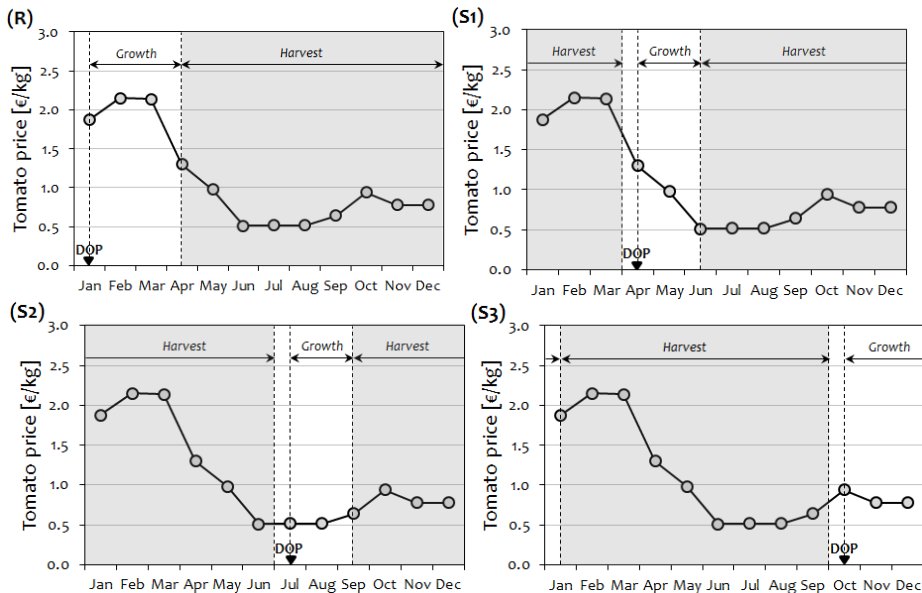 (R)
Tomato price [€/kg]
3.0
2.5
2.0
1.5
1.0
0.5
0.0
Growth
Harvest
DOP
Jan Feb Mar Apr May Jun Jul Aug Sep Oct Nov Dec
(S1)
Tomato price [€/kg]
3.0
2.5
2.0
1.5
1.0
0.5
0.0
Harvest
Growth
Harvest
DOP
Jan Feb Mar Apr May Jun Jul Aug Sep Oct Nov Dec
(S2)
Tomato price [€/kg]
3.0
2.5
2.0
1.5
1.0
0.5
0.0
Harvest
Growth
Harvest
DOP
Jan Feb Mar Apr May Jun Jul Aug Sep Oct Nov Dec
(S3)
Tomato price [€/kg]
3.0
2.5
2.0
1.5
1.0
0.5
0.0
Harvest
Growth
DOP
Jan Feb Mar Apr May Jun Jul Aug Sep Oct Nov Dec